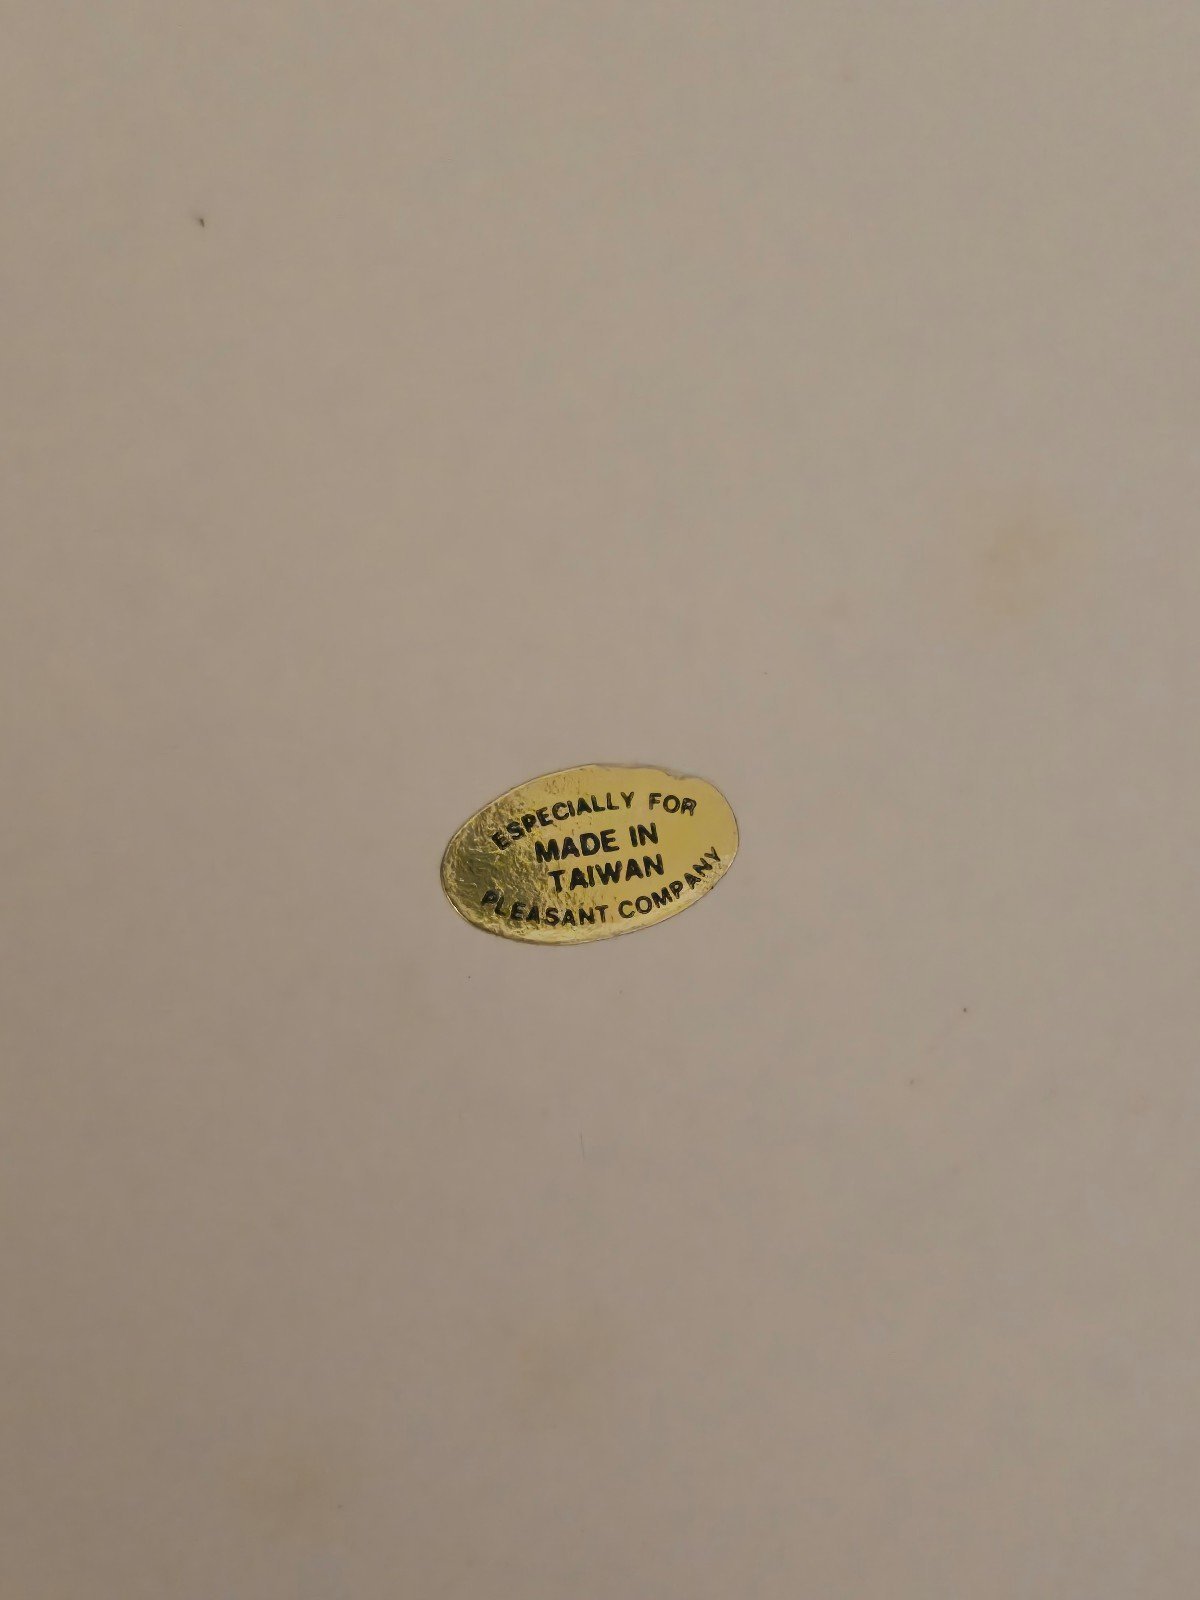 ESPECIALLY FOR
MADE IN
TAIWAN
PLEASANT COMPANY